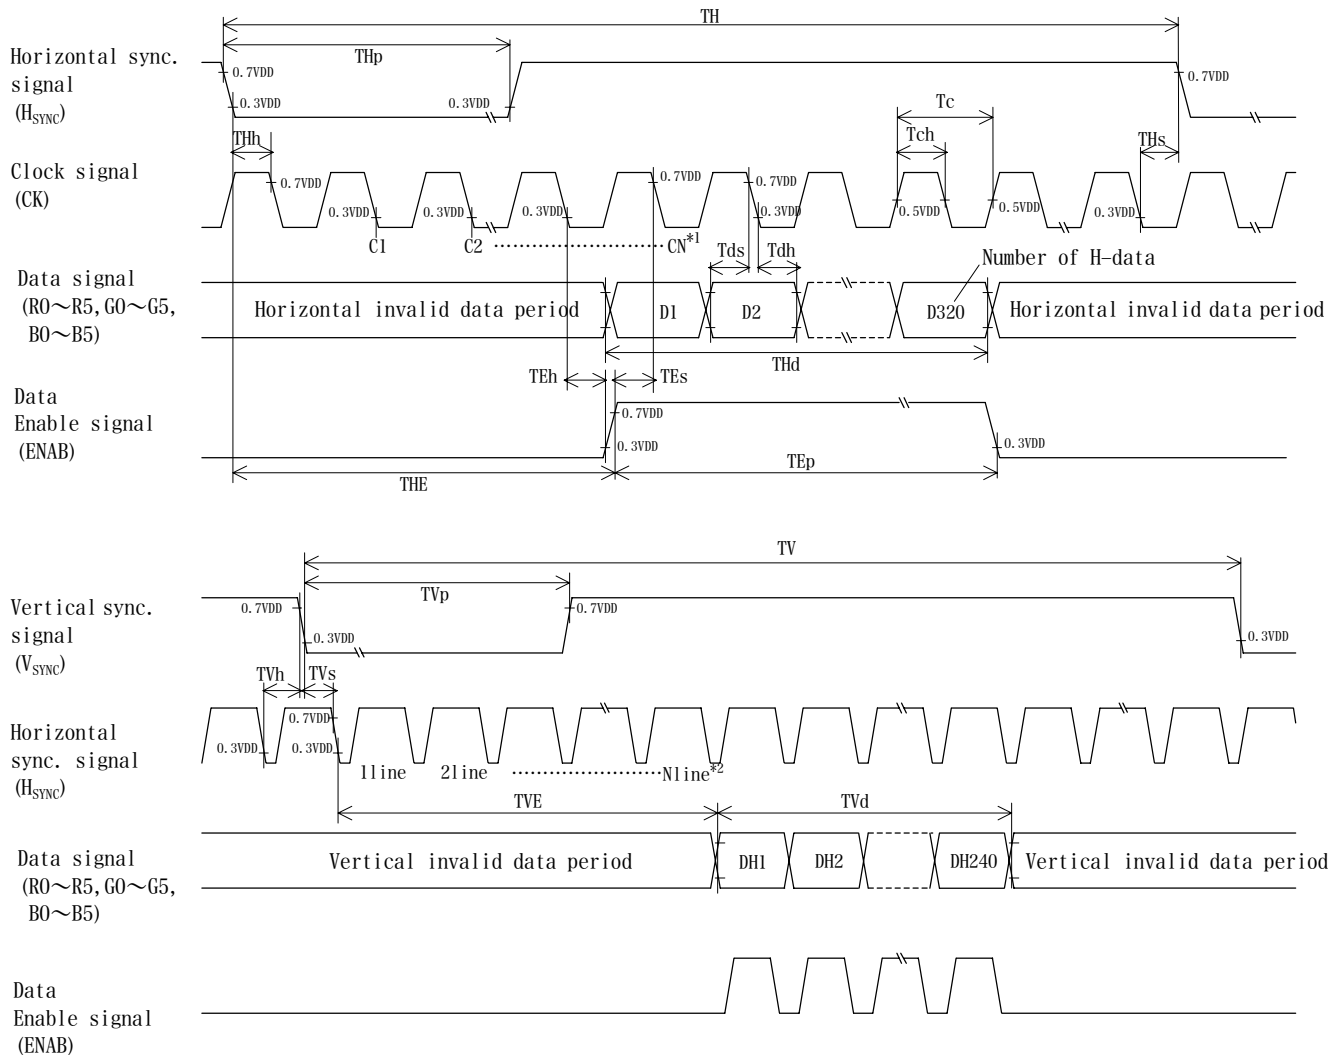 TH
THp
Horizontal sync.
signal
(HSYNC)
0.7VDD
0.3VDD
0.3VDD
0.7VDD
Tc
Tch
THh
THs
Clock signal
(CK)
0.7VDD
0.3VDD
0.3VDD
0.3VDD
0.7VDD
0.7VDD
0.3VDD
0.5VDD
0.5VDD
0.3VDD
C1
C2 ........................ CN*1
Tds
Tdh
Number of H-data
Data signal
(R0～R5,G0～G5,
B0～B5)
Horizontal invalid data period
D1
D2
D320
Horizontal invalid data period
THd
TEh
TEs
Data
Enable signal
(ENAB)
0.7VDD
0.3VDD
0.3VDD
THE
TEp
TV
TVp
Vertical sync.
signal
(VSYNC)
0.7VDD
0.3VDD
0.7VDD
0.3VDD
TVh
TVs
Horizontal
sync. signal
(HSYNC)
0.3VDD
0.7VDD
0.3VDD
1line
2line ..................... Nline*2
TVE
TVd
Data signal
(R0～R5,G0～G5,
B0～B5)
Vertical invalid data period
DH1
DH2
DH240
Vertical invalid data period
Data
Enable signal
(ENAB)